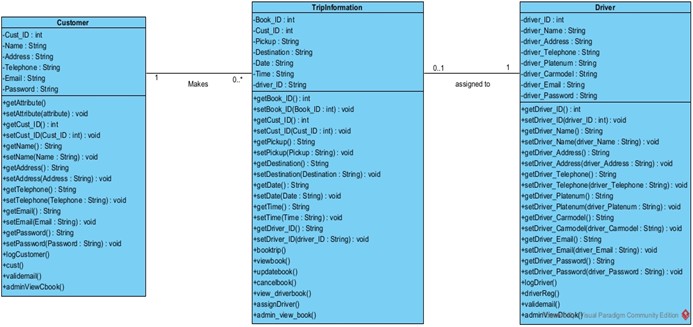 Customer
-Cust_ID : int
-Name : String
-Address : String
-Telephone : String
-Email : String
-Password : String
+getAttribute()
+setAttribute(attribute) : void
+getCust_ID() : int
+setCust_ID(Cust_ID : int) : void
+getName() : String
+setName(Name : String) : void
+getAddress() : String
+setAddress(Address : String) : void
+getTelephone() : String
+setTelephone(Telephone : String) : void
+getEmail() : String
+setEmail(Email : String) : void
+getPassword() : String
+setPassword(Password : String) : void
+logCustomer()
+cust()
+validemail()
+adminViewCbook()
1
Makes
0..*
TripInformation
-Book_ID : int
-Cust_ID : int
-Pickup : String
-Destination : String
-Date : String
-Time : String
-driver_ID : String
+getBook_ID() : int
+setBook_ID(Book_ID : int) : void
+getCust_ID() : int
+setCust_ID(Cust_ID : int) : void
+getPickup() : String
+setPickup(Pickup : String) : void
+getDestination() : String
+setDestination(Destination : String) : void
+getDate() : String
+setDate(Date : String) : void
+getTime() : String
+setTime(Time : String) : void
+getDriver_ID() : String
+setDriver_ID(driver_ID : String) : void
+booktrip()
+viewbook()
+updatebook()
+cancelbook()
+view_driverbook()
+assignDriver()
+admin_view_book()
0..1
assigned to
1
Driver
-driver_ID : int
-driver_Name : String
-driver_Address : String
-driver_Telephone : String
-driver_Platenum : String
-driver_Carmodel : String
-driver_Email : String
-driver_Password : String
+getDriver_ID() : int
+setDriver_ID(driver_ID : int) : void
+getDriver_Name() : String
+setDriver_Name(driver_Name : String) : void
+getDriver_Address() : String
+setDriver_Address(driver_Address : String) : void
+getDriver_Telephone() : String
+setDriver_Telephone(driver_Telephone : String) : void
+getDriver_Platenum() : String
+setDriver_Platenum(driver_Platenum : String) : void
+getDriver_Carmodel() : String
+setDriver_Carmodel(driver_Carmodel : String) : void
+getDriver_Email() : String
+setDriver_Email(driver_Email : String) : void
+getDriver_Password() : String
+setDriver_Password(driver_Password : String) : void
+logDriver()
+driverReg()
+validemail()
+adminViewDbook()
Visual Paradigm Community Edition